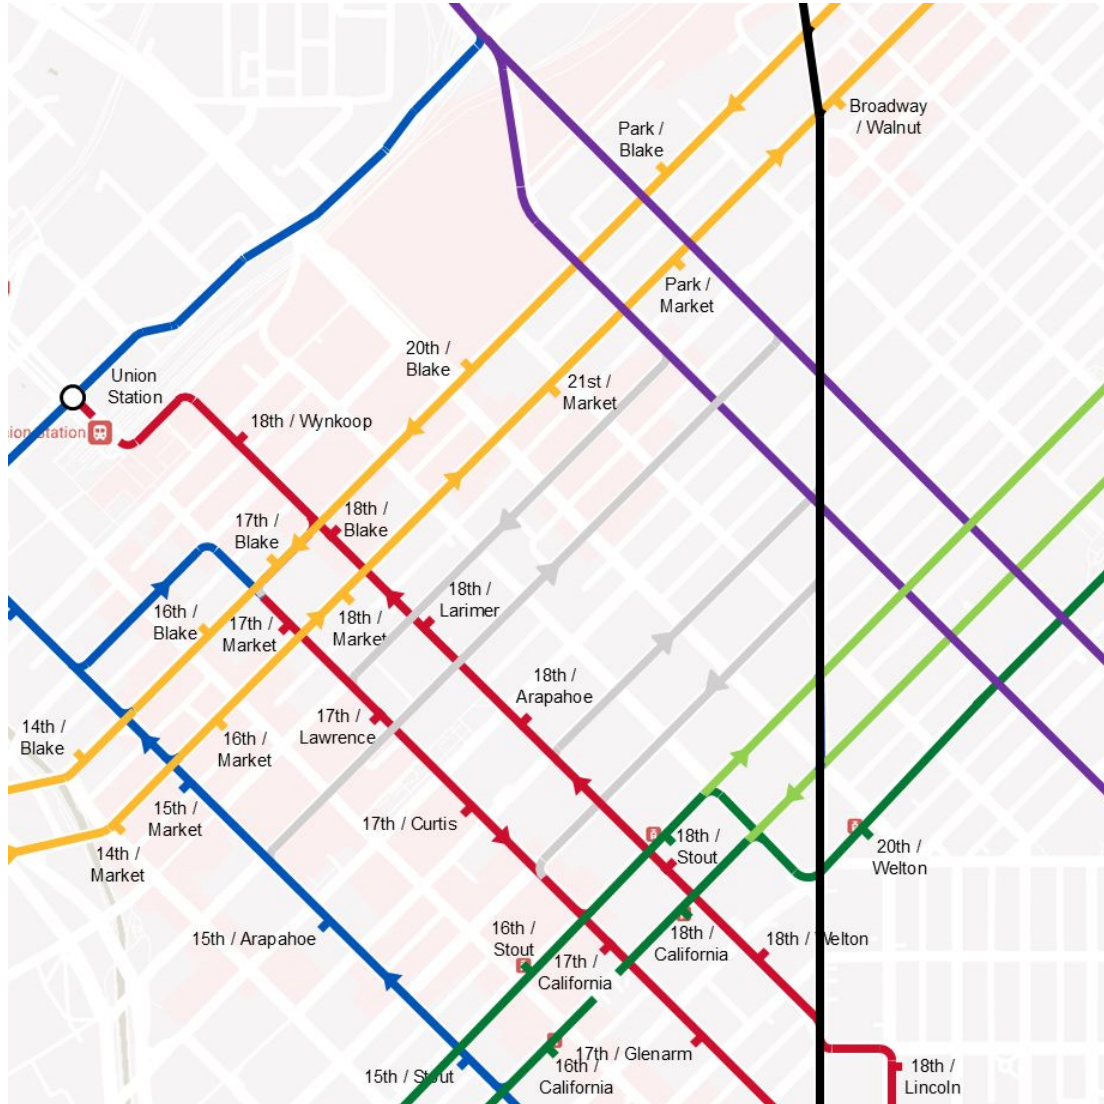 Broadway
/ Walnut
Park /
Blake
Park /
Market
20th /
Blake
21st /
Market
Union
Station
ion Station
18th / Wynkoop
17th /
Blake
18th /
Blake
16th /
Blake
17th /
Market
18th /
Market
18th /
Larimer
18th /
Arapahoe
17th /
Lawrence
14th /
Blake
16th /
Market
15th /
Market
14th /
Market
17th / Curtis
18th /
Stout
20th /
Welton
15th / Arapahoe
16th /
Stout
17th /
California
18th /
California
18th / Welton
17th / Glenarm
16th /
California
15th / Stout
18th /
Lincoln